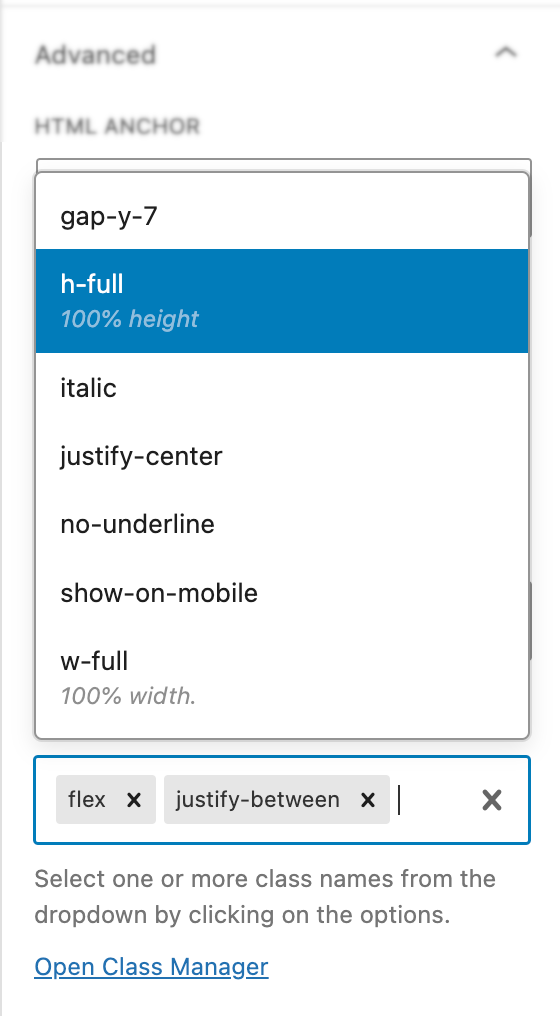 Advanced
HTML ANCHOR
gap-y-7
h-full
100% height
italic
justify-center
no-underline
show-on-mobile
w-full
100% width.
flex
justify-between
Select one or more class names from the
dropdown by clicking on the options.
Open Class Manager